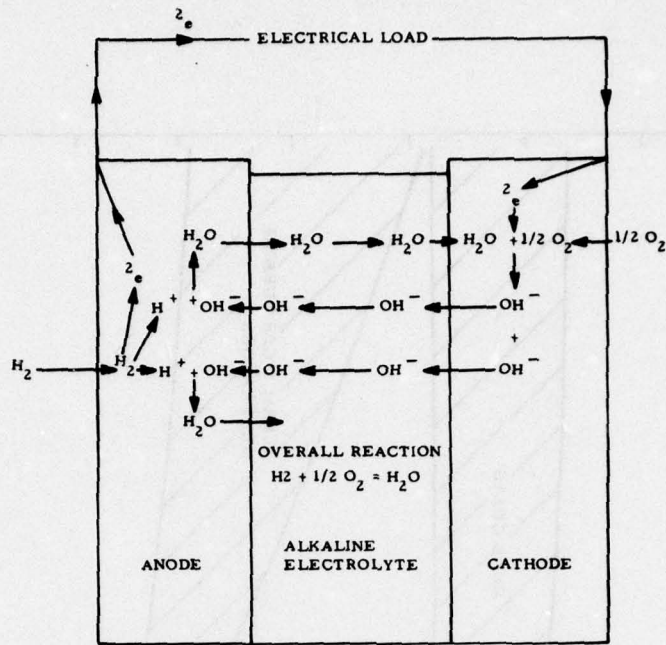 2e
ELECTRICAL LOAD
2e
H2O H2O H2O H2O + 1/2 O2 1/2 O2
2e
H+ + OH- OH- OH- OH-
+
H2 H2 H+ + OH- OH- OH- OH-
H2O
OVERALL REACTION
H2 + 1/2 O2 = H2O
ANODE
ALKALINE
ELECTROLYTE
CATHODE